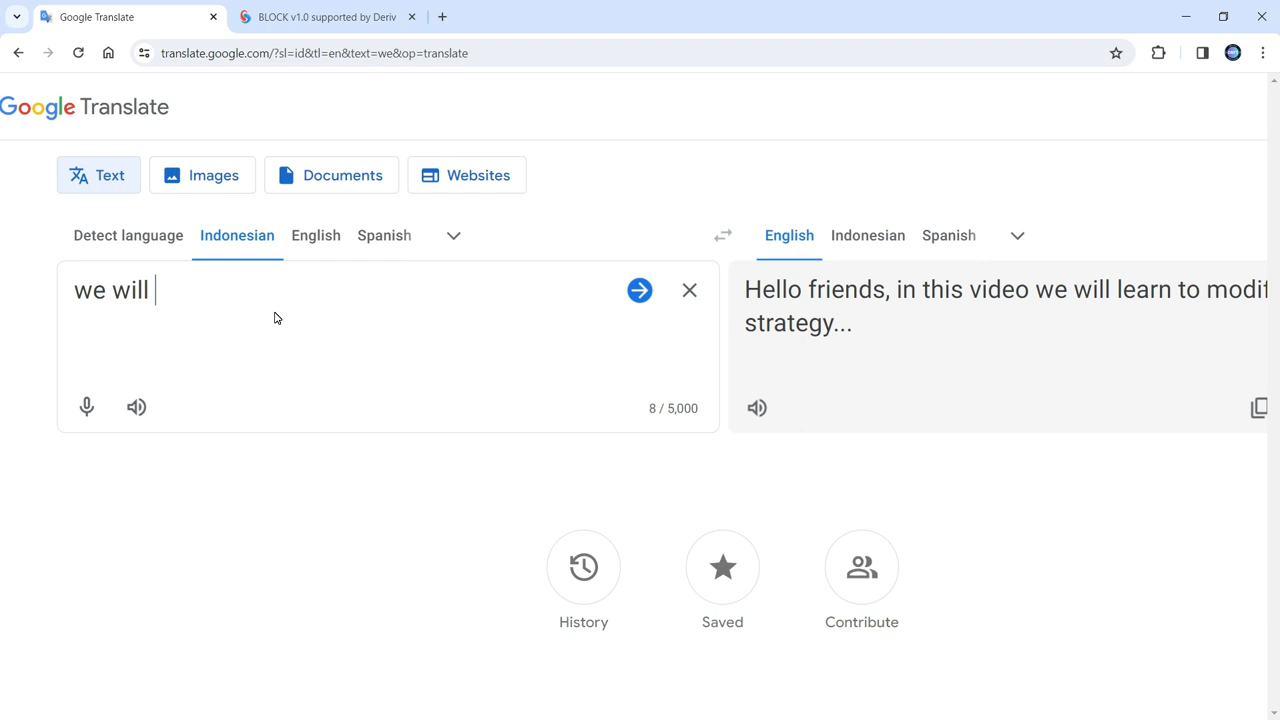 Google Translate
BLOCK v1.0 supported by Deriv
translate.google.com/?sl=id&tl=en&text=we&op=translate
Google Translate
Text
Images
Documents
Websites
Detect language
Indonesian
English
Spanish
English
Indonesian
Spanish
we will
Hello friends, in this video we will learn to modif
strategy...
8 / 5,000
History
Saved
Contribute